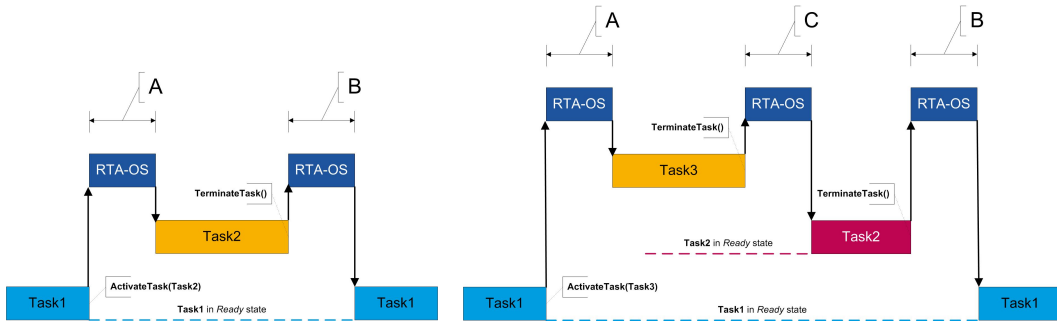 A
B
RTA-OS
RTA-OS
TerminateTask()
Task2
ActivateTask(Task2)
Task1
Task1 in Ready state
Task1
A
C
B
RTA-OS
RTA-OS
RTA-OS
TerminateTask()
Task3
TerminateTask()
Task2
Task2 in Ready state
ActivateTask(Task3)
Task1
Task1 in Ready state
Task1